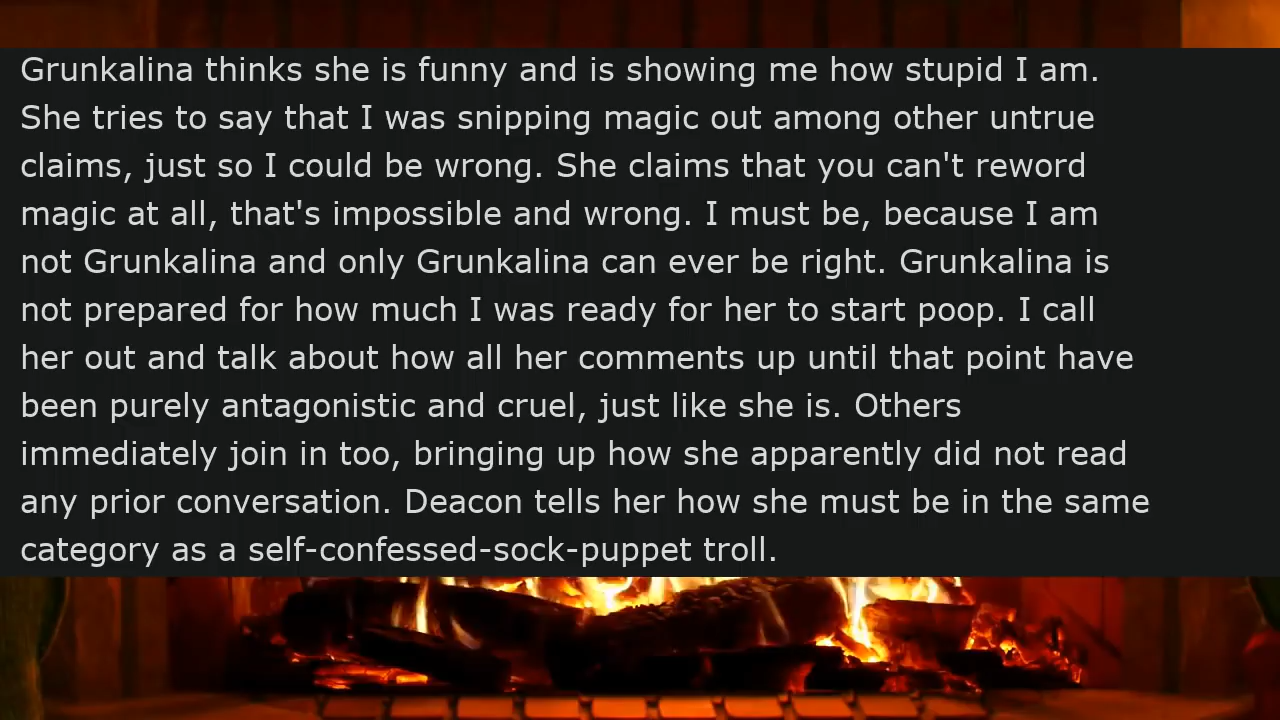 Grunkalina thinks she is funny and is showing me how stupid I am.
She tries to say that I was snipping magic out among other untrue
claims, just so I could be wrong. She claims that you can't reword
magic at all, that's impossible and wrong. I must be, because I am
not Grunkalina and only Grunkalina can ever be right. Grunkalina is
not prepared for how much I was ready for her to start poop. I call
her out and talk about how all her comments up until that point have
been purely antagonistic and cruel, just like she is. Others
immediately join in too, bringing up how she apparently did not read
any prior conversation. Deacon tells her how she must be in the same
category as a self-confessed-sock-puppet troll.